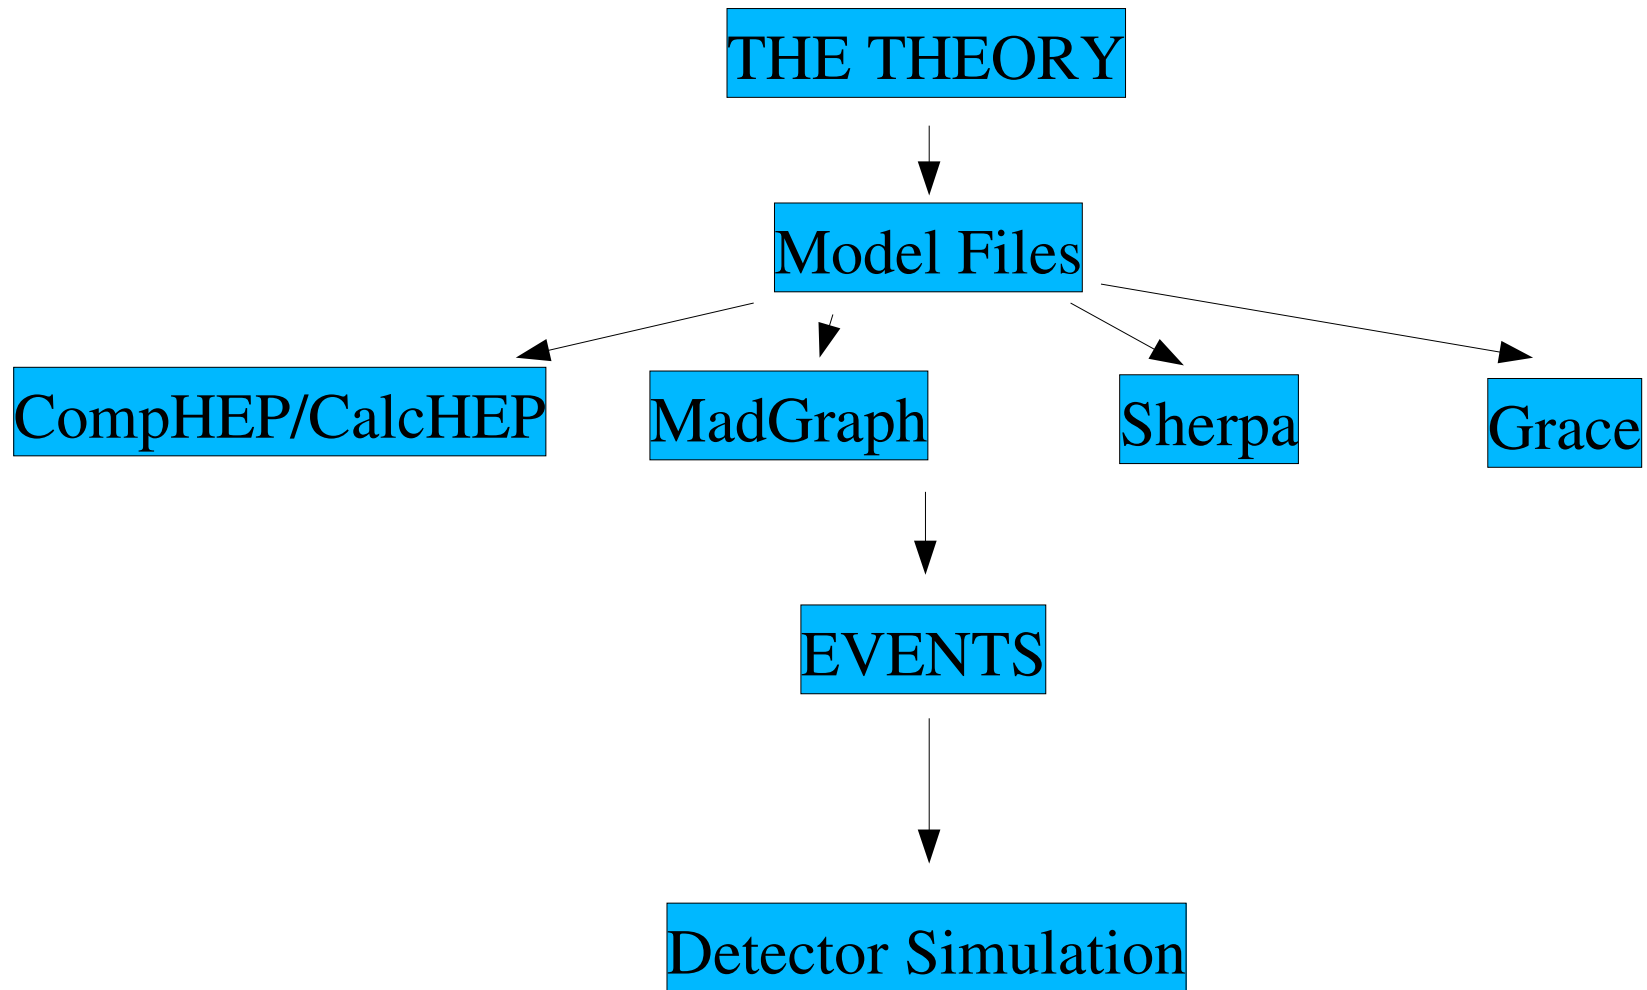 THE THEORY
Model Files
CompHEP/CalcHEP
MadGraph
Sherpa
Grace
EVENTS
Detector Simulation